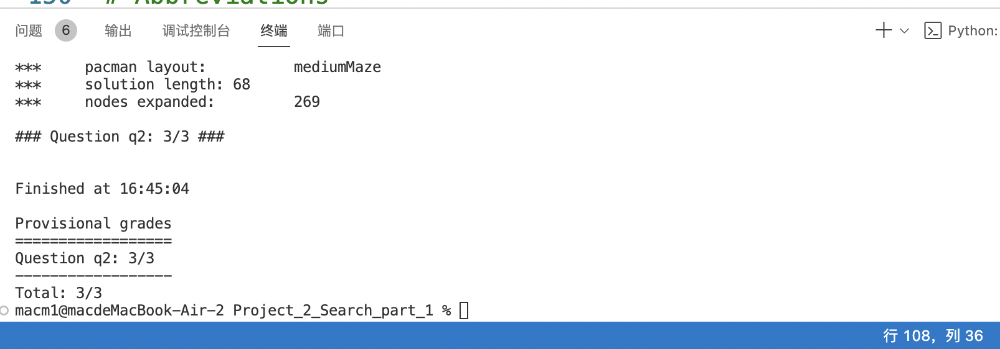 130 # Abbreviations
问题 6 输出 调试控制台 终端 端口 Python:
*** pacman layout: mediumMaze
*** solution length: 68
*** nodes expanded: 269
### Question q2: 3/3 ###
Finished at 16:45:04
Provisional grades
==================
Question q2: 3/3
------------------
Total: 3/3
macm1@macdeMacBook-Air-2 Project_2_Search_part_1 %
行 108，列 36